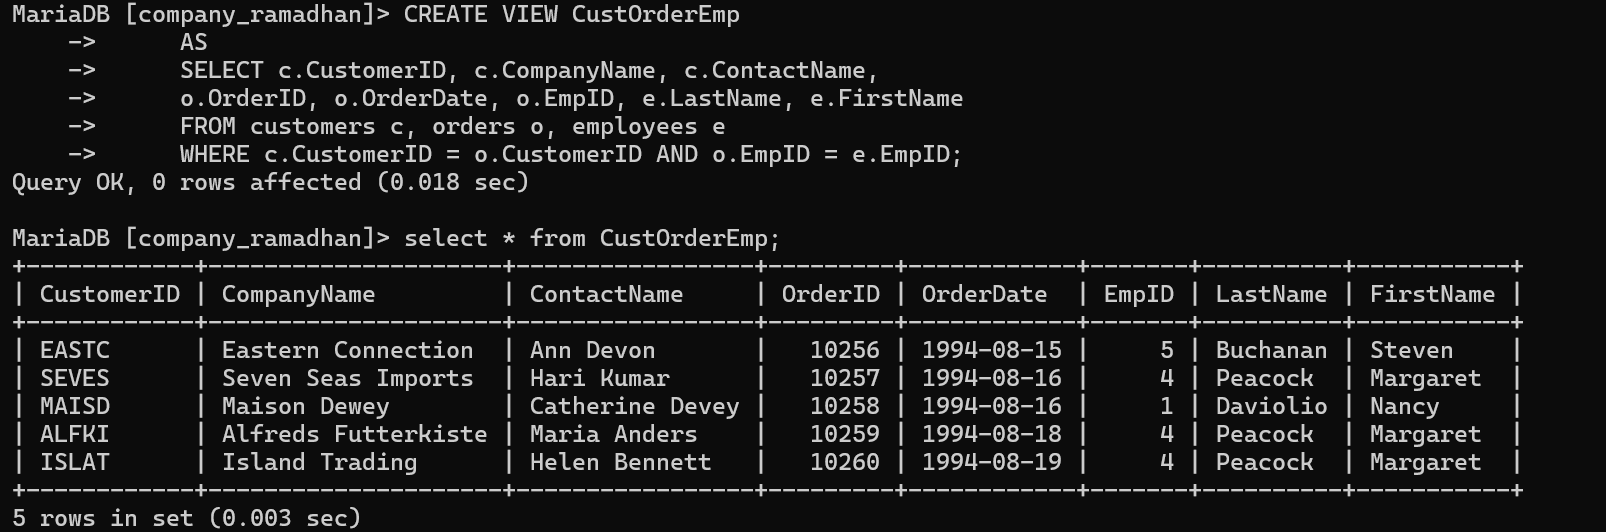 MariaDB [company_ramadhan]> CREATE VIEW CustOrderEmp
    ->      AS
    ->      SELECT c.CustomerID, c.CompanyName, c.ContactName,
    ->      o.OrderID, o.OrderDate, o.EmpID, e.LastName, e.FirstName
    ->      FROM customers c, orders o, employees e
    ->      WHERE c.CustomerID = o.CustomerID AND o.EmpID = e.EmpID;
Query OK, 0 rows affected (0.018 sec)

MariaDB [company_ramadhan]> select * from CustOrderEmp;
+------------+---------------------+-----------------+---------+------------+-------+----------+-----------+
| CustomerID | CompanyName         | ContactName     | OrderID | OrderDate  | EmpID | LastName | FirstName |
+------------+---------------------+-----------------+---------+------------+-------+----------+-----------+
| EASTC      | Eastern Connection  | Ann Devon       |   10256 | 1994-08-15 |     5 | Buchanan | Steven    |
| SEVES      | Seven Seas Imports  | Hari Kumar      |   10257 | 1994-08-16 |     4 | Peacock  | Margaret  |
| MAISD      | Maison Dewey        | Catherine Devey |   10258 | 1994-08-16 |     1 | Daviolio | Nancy     |
| ALFKI      | Alfreds Futterkiste | Maria Anders    |   10259 | 1994-08-18 |     4 | Peacock  | Margaret  |
| ISLAT      | Island Trading      | Helen Bennett   |   10260 | 1994-08-19 |     4 | Peacock  | Margaret  |
+------------+---------------------+-----------------+---------+------------+-------+----------+-----------+
5 rows in set (0.003 sec)